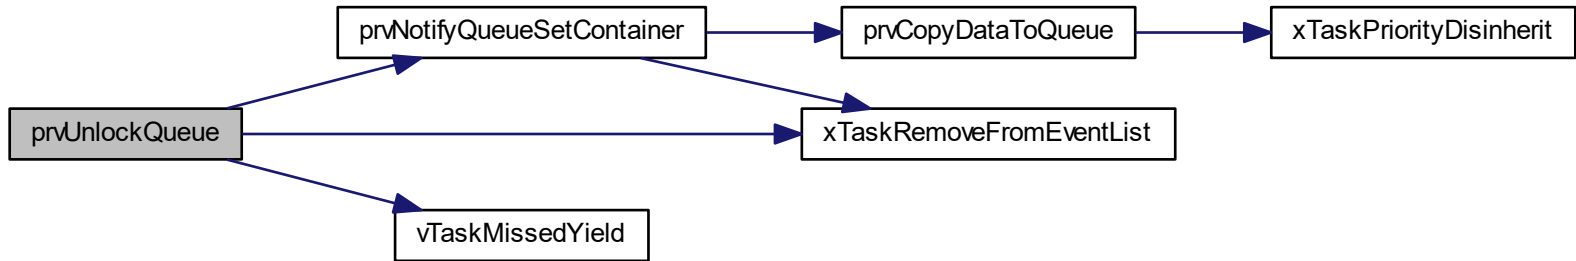 prvNotifyQueueSetContainer
prvCopyDataToQueue
xTaskPriorityDisinherit
prvUnlockQueue
xTaskRemoveFromEventList
vTaskMissedYield